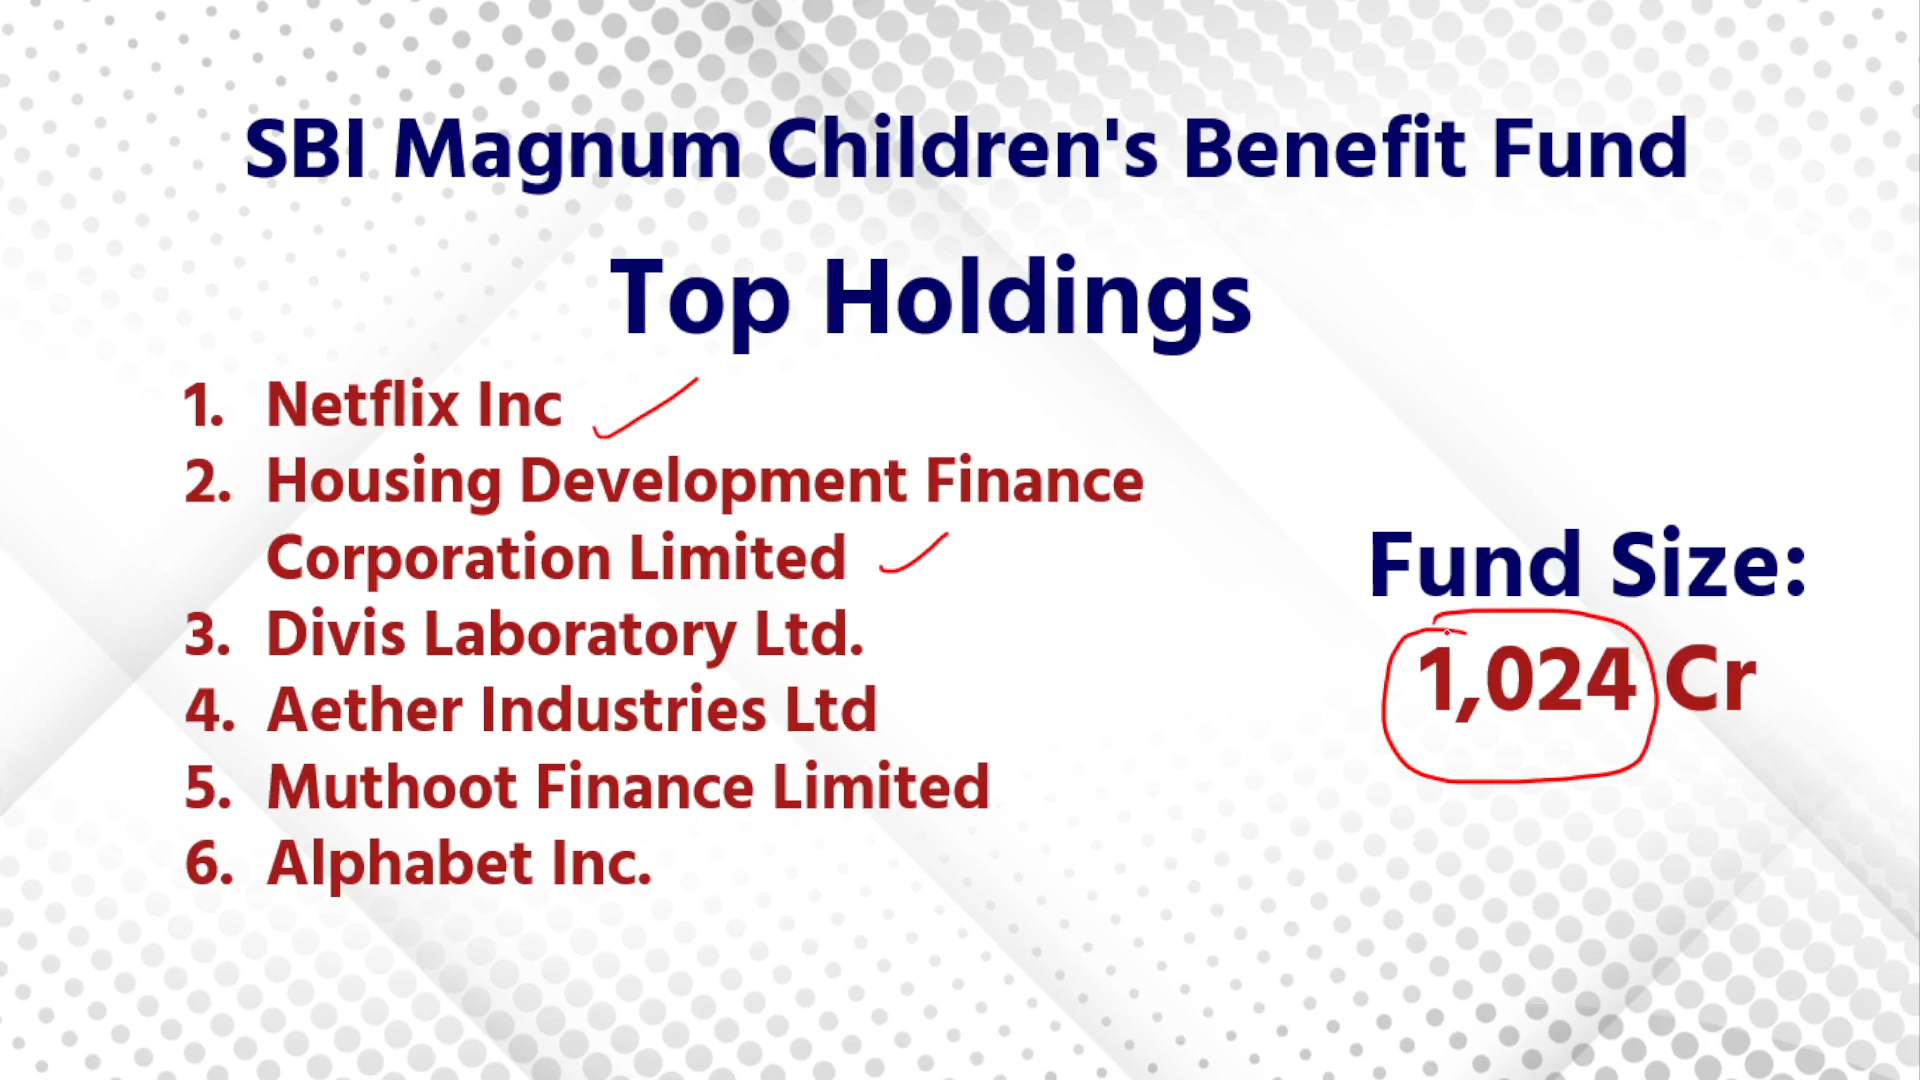 SBI Magnum Children's Benefit Fund
Top Holdings
1. Netflix Inc
2. Housing Development Finance
Corporation Limited
3. Divis Laboratory Ltd.
4. Aether Industries Ltd
5. Muthoot Finance Limited
6. Alphabet Inc.
Fund Size:
1,024 Cr